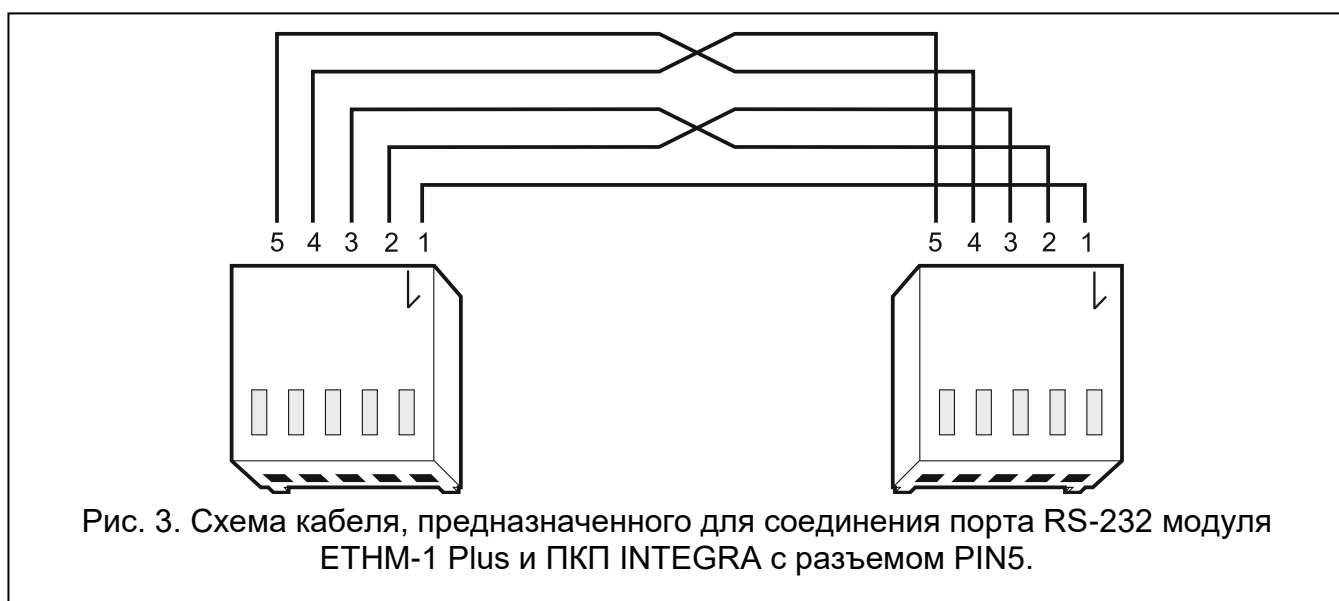 5 4 3 2 1 5 4 3 2 1
Рис. 3. Схема кабеля, предназначенного для соединения порта RS-232 модуля
ETHM-1 Plus и ПКП INTEGRA с разъемом PIN5.